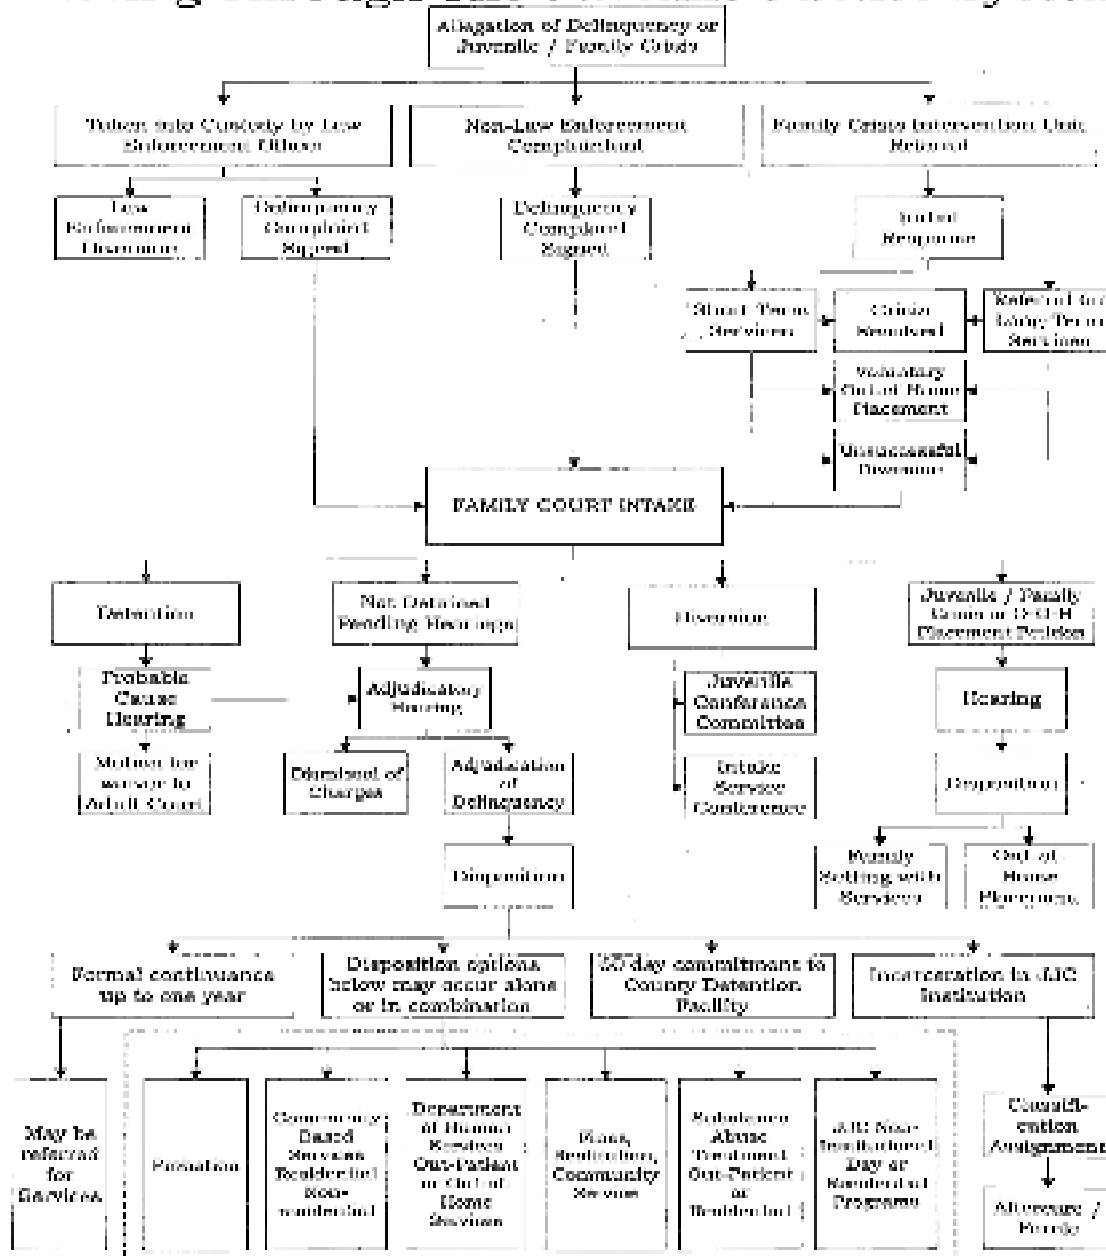 Allegation of Delinquency or
Juvenile / Family Crisis
Taken into Custody by Law
Enforcement Officer
Non-Law Enforcement
Complainant
Family Crisis Intervention Unit
Referral
Law
Enforcement
Diversion
Delinquency
Complaint
Signed
Delinquency
Complaint
Signed
Initial
Response
Short-Term
Services
Crisis
Resolved
Referral for
Long-Term
Services
Voluntary
Out-of-Home
Placement
Unsuccessful
Diversion
FAMILY COURT INTAKE
Detention
Not Detained
Pending Hearings
Diversion
Juvenile / Family
Crisis or O-O-H
Placement Petition
Probable
Cause
Hearing
Adjudicatory
Hearing
Juvenile
Conference
Committee
Hearing
Motion for
waiver to
Adult Court
Dismissal of
Charges
Adjudication
of
Delinquency
Intake
Service
Conference
Disposition
Disposition
Family
Setting with
Services
Out-of-
Home
Placement
Formal continuance
up to one year
Disposition options
below may occur alone
or in combination
60 day commitment to
County Detention
Facility
Incarceration in JJC
Institution
May be
referred
for
Services
Probation
Community
Based
Services
Residential
Non-
residential
Department
of Human
Services
Out-Patient
or Out-of-
Home
Services
Fines,
Restitution,
Community
Service
Substance
Abuse
Treatment
Out-Patient
or
Residential
JJC Non-
Institutional
Day or
Residential
Programs
Classifi-
cation
Assignment
Aftercare /
Parole